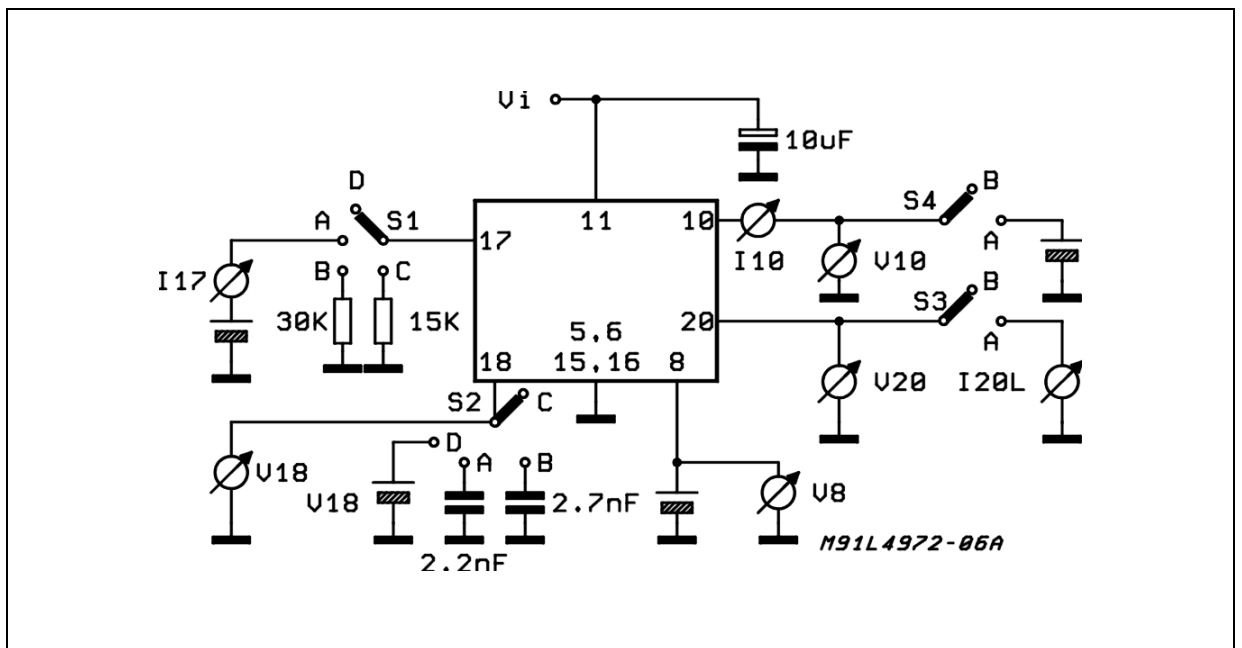 Vi
10uF
D
A
S1
B
C
I17
30K
15K
11
17
10
20
5,6
15,16
8
18
I10
V10
S4
B
A
S3
B
A
V20
I20L
S2
C
D
A
B
V18
V18
2.7nF
2.2nF
V8
M91L4972-06A